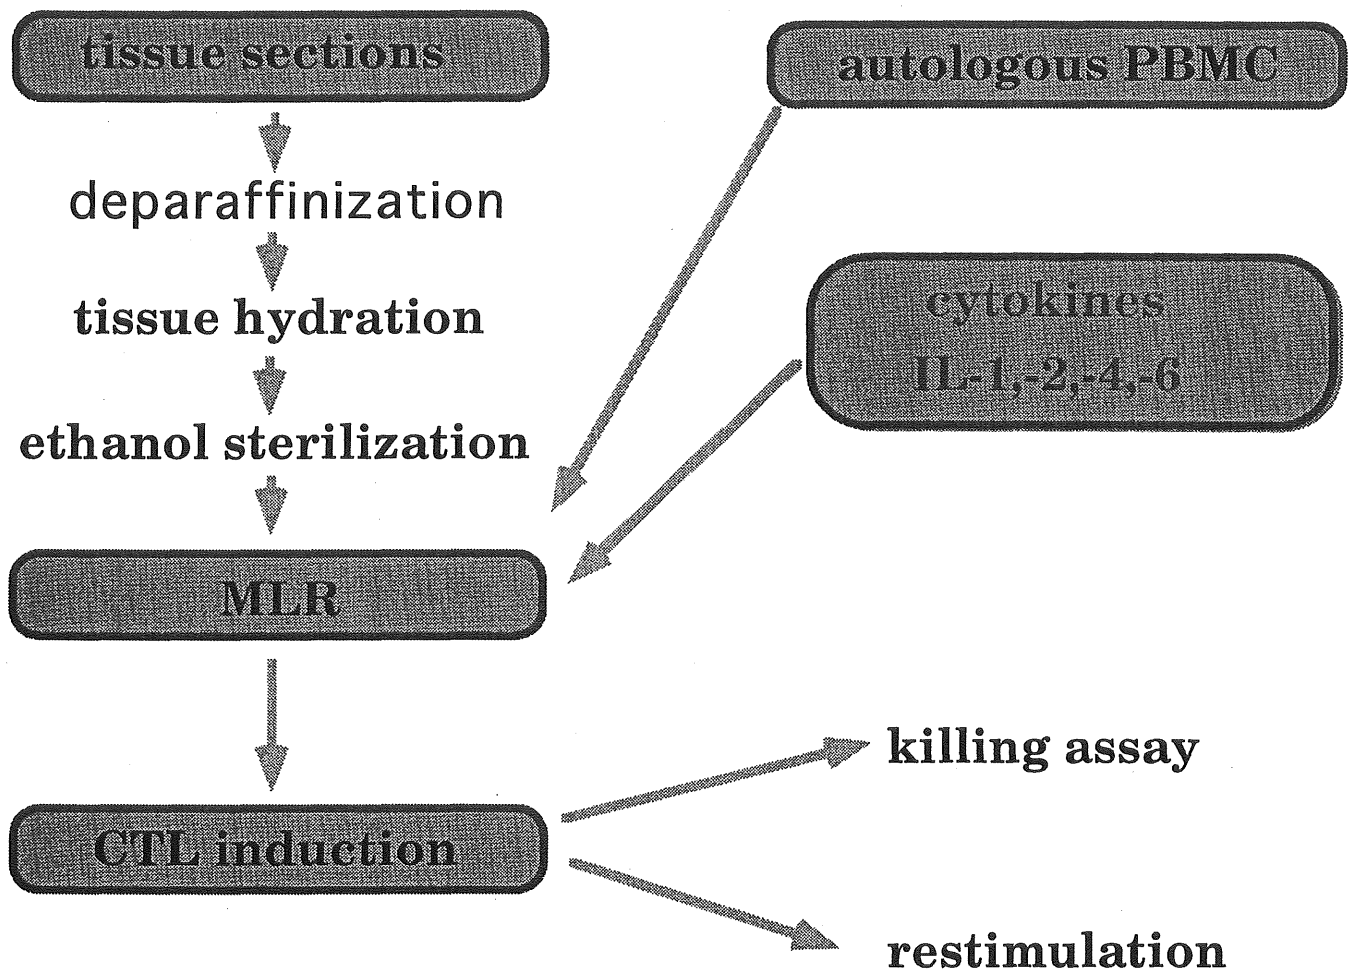 tissue sections
autologous PBMC
deparaffinization
tissue hydration
cytokines
IL-1,-2,-4,-6
ethanol sterilization
MLR
killing assay
CTL induction
restimulation